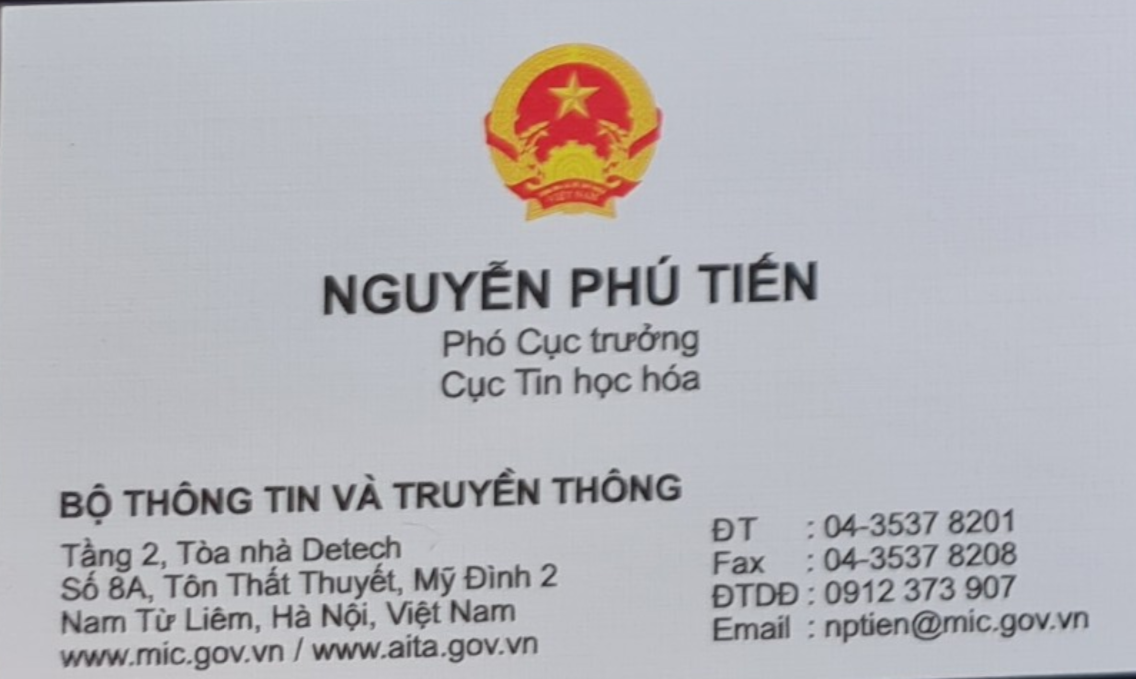 VIỆT NAM
NGUYỄN PHÚ TIẾN
Phó Cục trưởng
Cục Tin học hóa
BỘ THÔNG TIN VÀ TRUYỀN THÔNG
Tầng 2, Tòa nhà Detech
Số 8A, Tôn Thất Thuyết, Mỹ Đình 2
Nam Từ Liêm, Hà Nội, Việt Nam
www.mic.gov.vn / www.aita.gov.vn
ĐT : 04-3537 8201
Fax : 04-3537 8208
ĐTDĐ : 0912 373 907
Email : nptien@mic.gov.vn